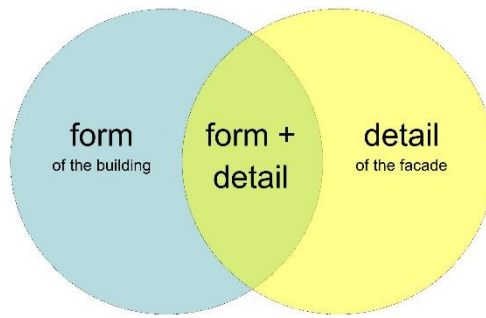 form
of the building
form +
detail
detail
of the facade